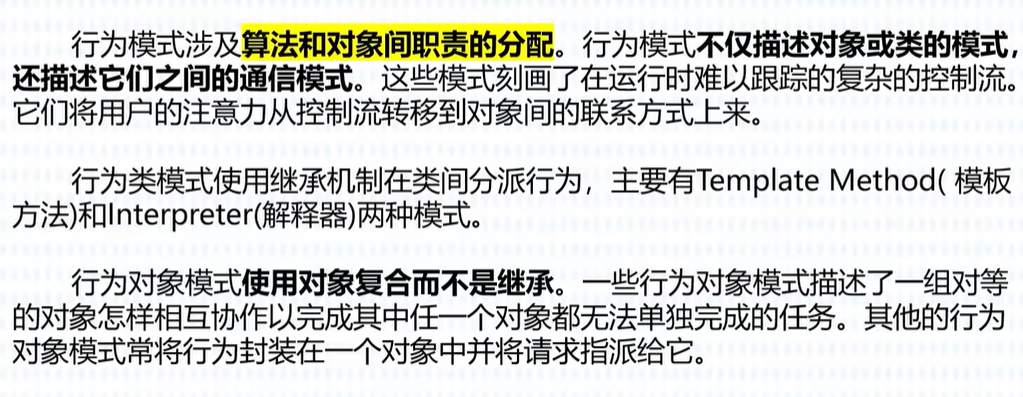 行为模式涉及算法和对象间职责的分配。行为模式不仅描述对象或类的模式，
还描述它们之间的通信模式。这些模式刻画了在运行时难以跟踪的复杂的控制流。
它们将用户的注意力从控制流转移到对象间的联系方式上来。
行为类模式使用继承机制在类间分派行为，主要有Template Method( 模板
方法)和Interpreter(解释器)两种模式。
行为对象模式使用对象复合而不是继承。一些行为对象模式描述了一组对等
的对象怎样相互协作以完成其中任一个对象都无法单独完成的任务。其他的行为
对象模式常将行为封装在一个对象中并将请求指派给它。